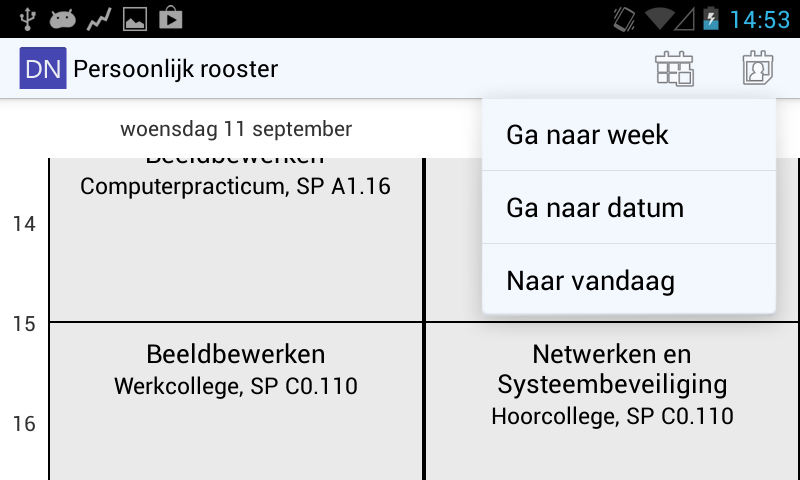 14:53
DN Persoonlijk rooster
woensdag 11 september
Ga naar week
Ga naar datum
Naar vandaag
Beeldbewerken
Computerpracticum, SP A1.16
14
15
Beeldbewerken
Werkcollege, SP C0.110
Netwerken en
Systeembeveiliging
Hoorcollege, SP C0.110
16